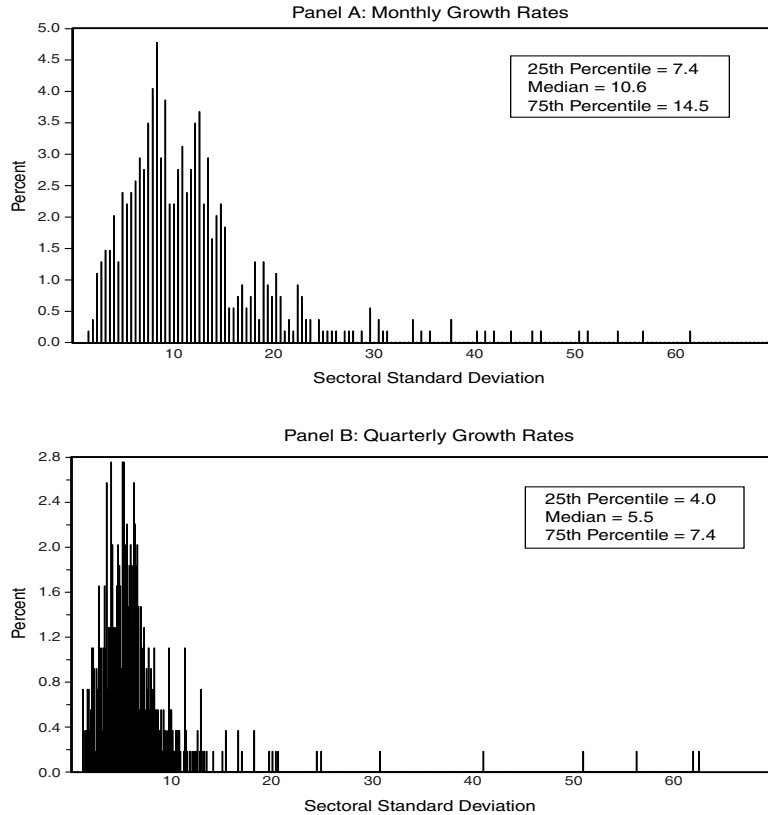 Panel A: Monthly Growth Rates
5.0
4.5
4.0
3.5
3.0
2.5
2.0
1.5
1.0
0.5
0.0
Percent
25th Percentile = 7.4
Median = 10.6
75th Percentile = 14.5
10 20 30 40 50 60
Sectoral Standard Deviation
Panel B: Quarterly Growth Rates
2.8
2.4
2.0
1.6
1.2
0.8
0.4
0.0
Percent
25th Percentile = 4.0
Median = 5.5
75th Percentile = 7.4
10 20 30 40 50 60
Sectoral Standard Deviation